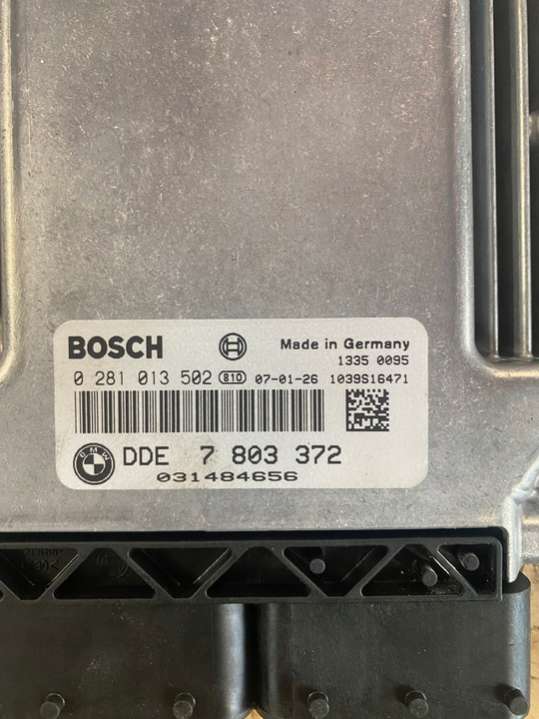 BOSCH
Made in Germany
1335 0095
0 281 013 502 810 07-01-26 1039S16471
BMW
DDE 7 803 372
031484656